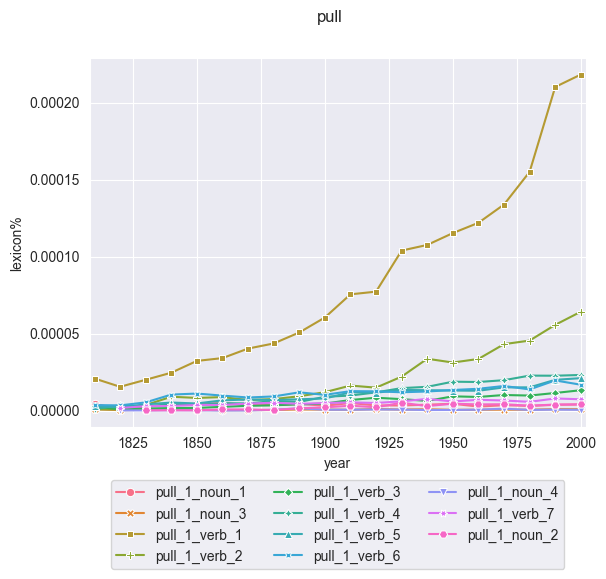 pull
0.00020
0.00015
0.00010
0.00005
0.00000
lexicon%
1825 1850 1875 1900 1925 1950 1975 2000
year
pull_1_noun_1 pull_1_verb_3 pull_1_noun_4
pull_1_noun_3 pull_1_verb_4 pull_1_verb_7
pull_1_verb_1 pull_1_verb_5 pull_1_noun_2
pull_1_verb_2 pull_1_verb_6